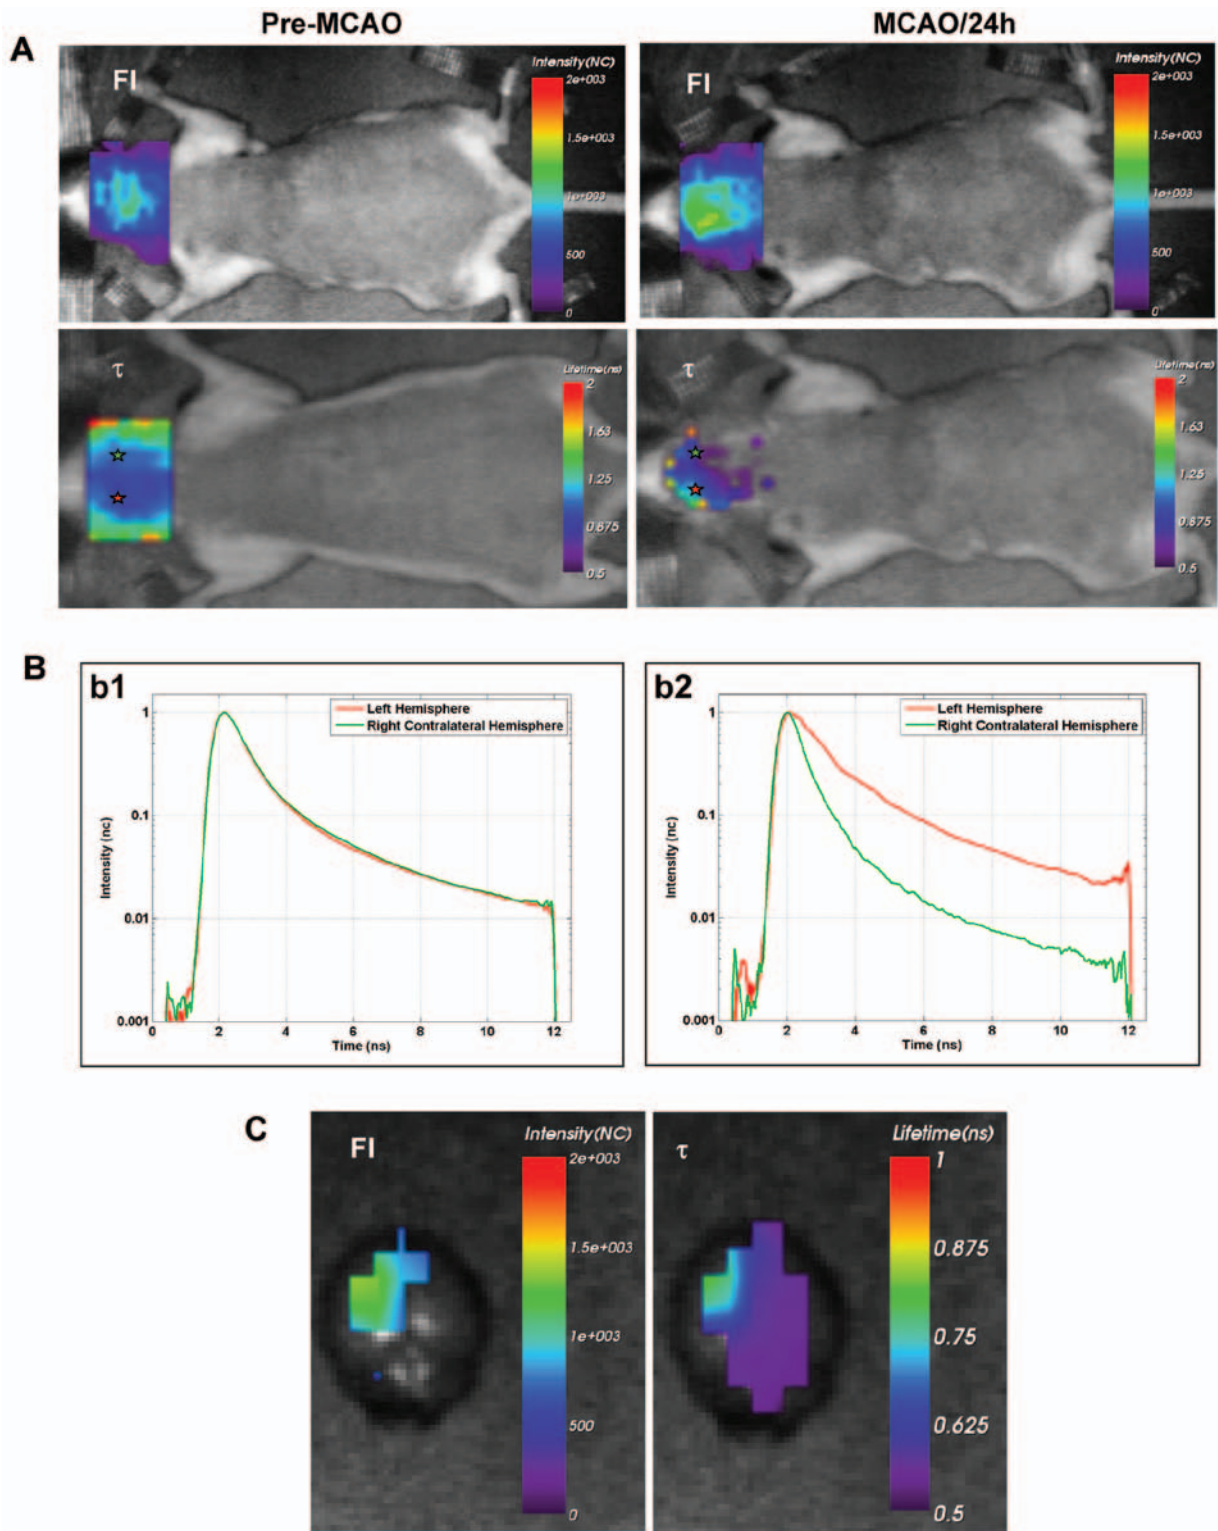 Pre-MCAO
MCAO/24h
A
FI
Intensity(NC)
2e+003
1.5e+003
1e+003
500
0
FI
Intensity(NC)
2e+003
1.5e+003
1e+003
500
0
τ
Lifetime(ns)
2
1.63
1.25
0.875
0.5
τ
Lifetime(ns)
2
1.63
1.25
0.875
0.5
B
b1
Left Hemisphere
Right Contralateral Hemisphere
1
0.1
0.01
0.001
Intensity (nc)
0 2 4 6 8 10 12
Time (ns)
b2
Left Hemisphere
Right Contralateral Hemisphere
1
0.1
0.01
0.001
Intensity (nc)
0 2 4 6 8 10 12
Time (ns)
C
FI
Intensity(NC)
2e+003
1.5e+003
1e+003
500
0
τ
Lifetime(ns)
1
0.875
0.75
0.625
0.5